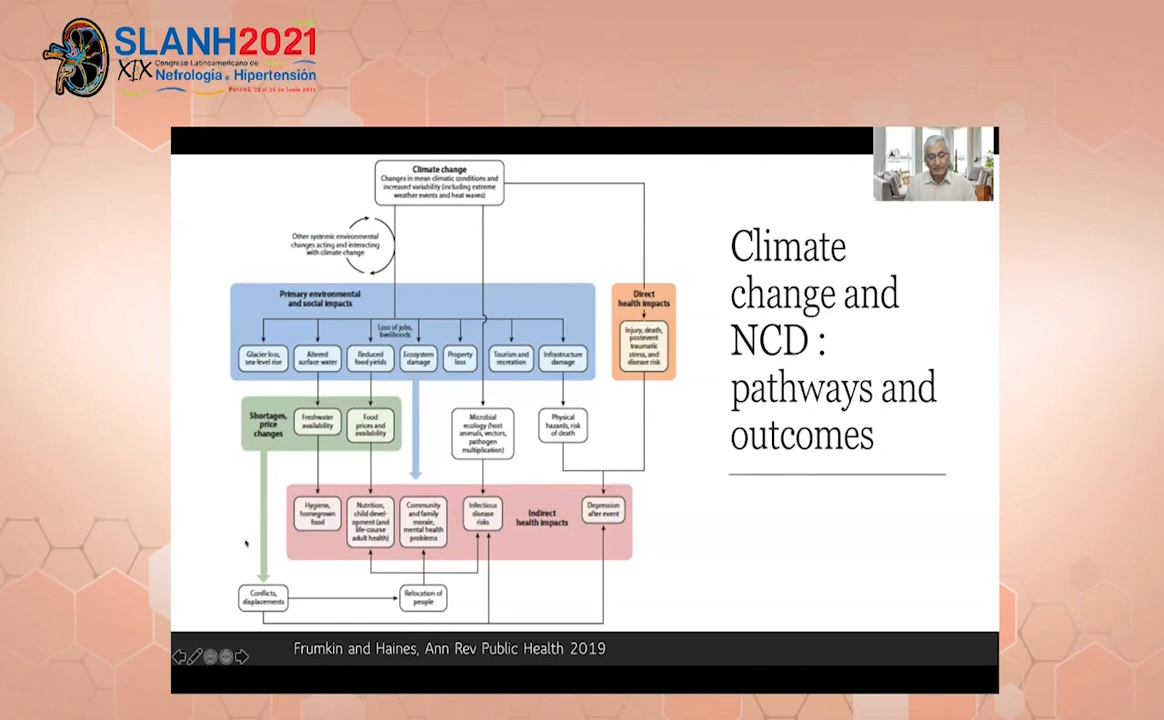 SLANH2021
XIX
Congreso Latinoamericano de
Nefrología e Hipertensión
Climate change
Changes in mean climatic conditions and
increased variability (including extreme
weather events and heat waves)
Other systemic environmental
changes acting and interacting
with climate change
Primary environmental
and social impacts
Direct
health impacts
Loss of jobs,
livelihoods
Glacier loss,
sea-level rise
Altered
surface water
Reduced
food yields
Ecosystem
damage
Property
loss
Tourism and
recreation
Infrastructure
damage
Injury, death,
postevent
traumatic
stress, and
disease risk
Shortages,
price
changes
Freshwater
availability
Food
prices and
availability
Microbial
ecology (host
animals, vectors,
pathogen
multiplication)
Physical
hazards, risk
of death
Hygiene,
homegrown
food
Nutrition,
child devel-
opment (and
life-course
adult health)
Community
and family
morale,
mental health
problems
Infectious
disease
risks
Indirect
health impacts
Depression
after event
Conflicts,
displacements
Relocation of
people
Climate
change and
NCD :
pathways and
outcomes
Frumkin and Haines, Ann Rev Public Health 2019